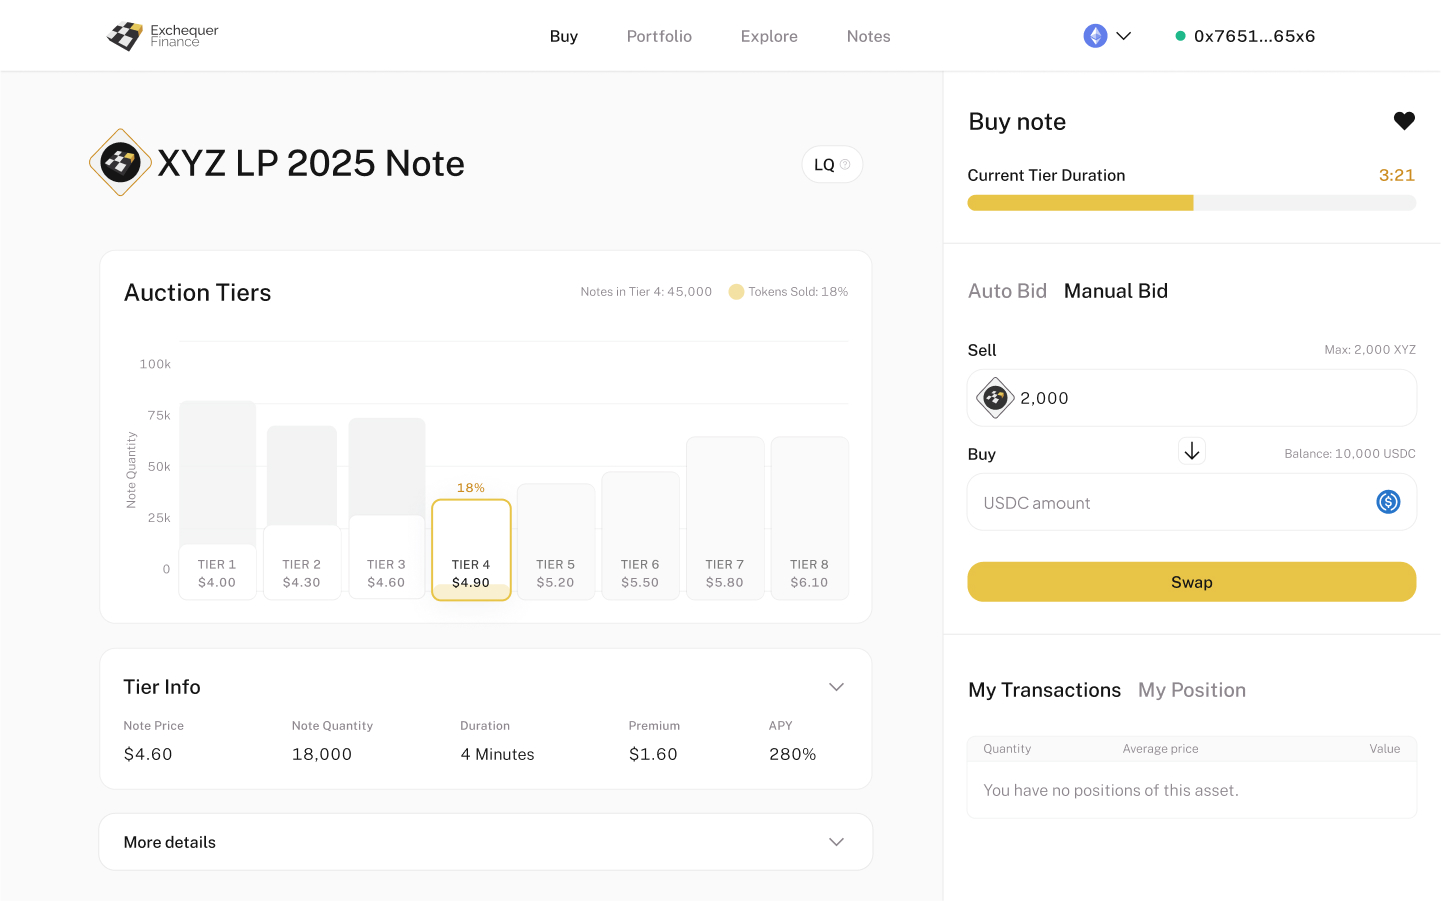 Exchequer
Finance
Buy
Portfolio
Explore
Notes
0x7651...65x6
XYZ LP 2025 Note
LQ
Auction Tiers
Notes in Tier 4: 45,000
Tokens Sold: 18%
Note Quantity
100k
75k
50k
25k
0
18%
TIER 1
$4.00
TIER 2
$4.30
TIER 3
$4.60
TIER 4
$4.90
TIER 5
$5.20
TIER 6
$5.50
TIER 7
$5.80
TIER 8
$6.10
Tier Info
Note Price
$4.60
Note Quantity
18,000
Duration
4 Minutes
Premium
$1.60
APY
280%
More details
Buy note
Current Tier Duration
3:21
Auto Bid
Manual Bid
Sell
Max: 2,000 XYZ
2,000
Buy
Balance: 10,000 USDC
USDC amount
Swap
My Transactions
My Position
Quantity
Average price
Value
You have no positions of this asset.